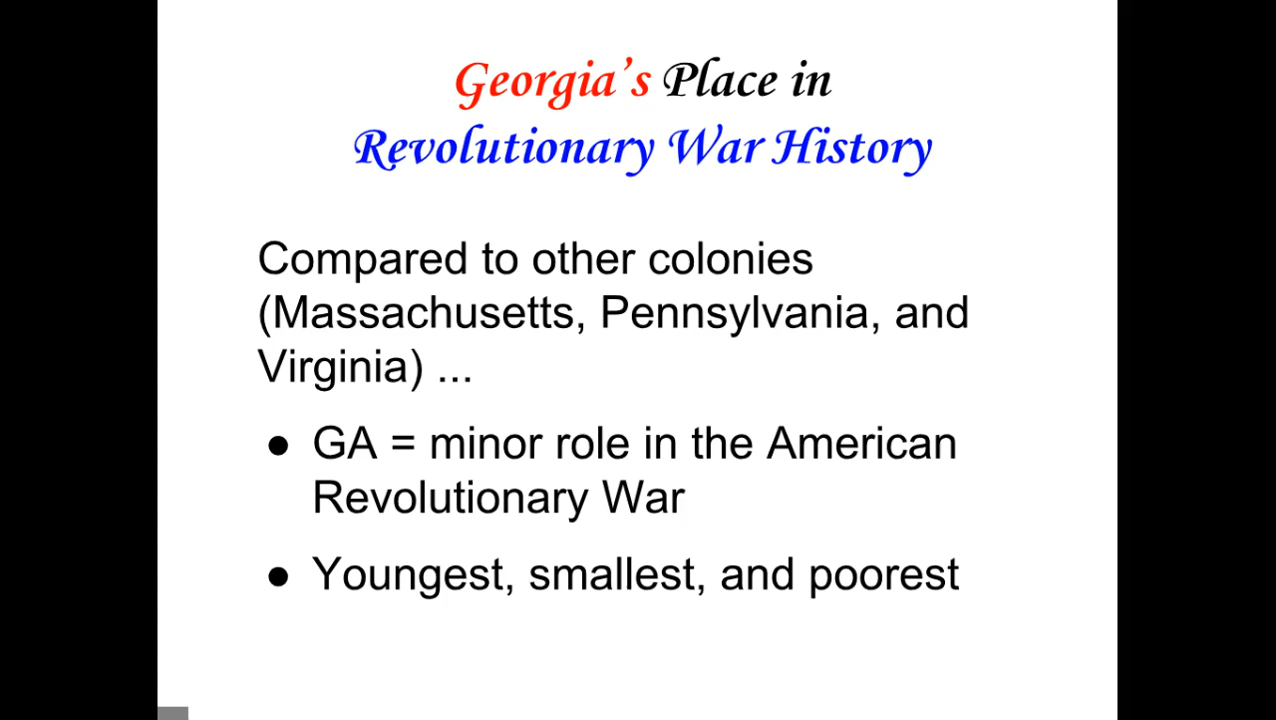 Georgia’s Place in
Revolutionary War History
Compared to other colonies
(Massachusetts, Pennsylvania, and
Virginia) ...
● GA = minor role in the American
Revolutionary War
● Youngest, smallest, and poorest